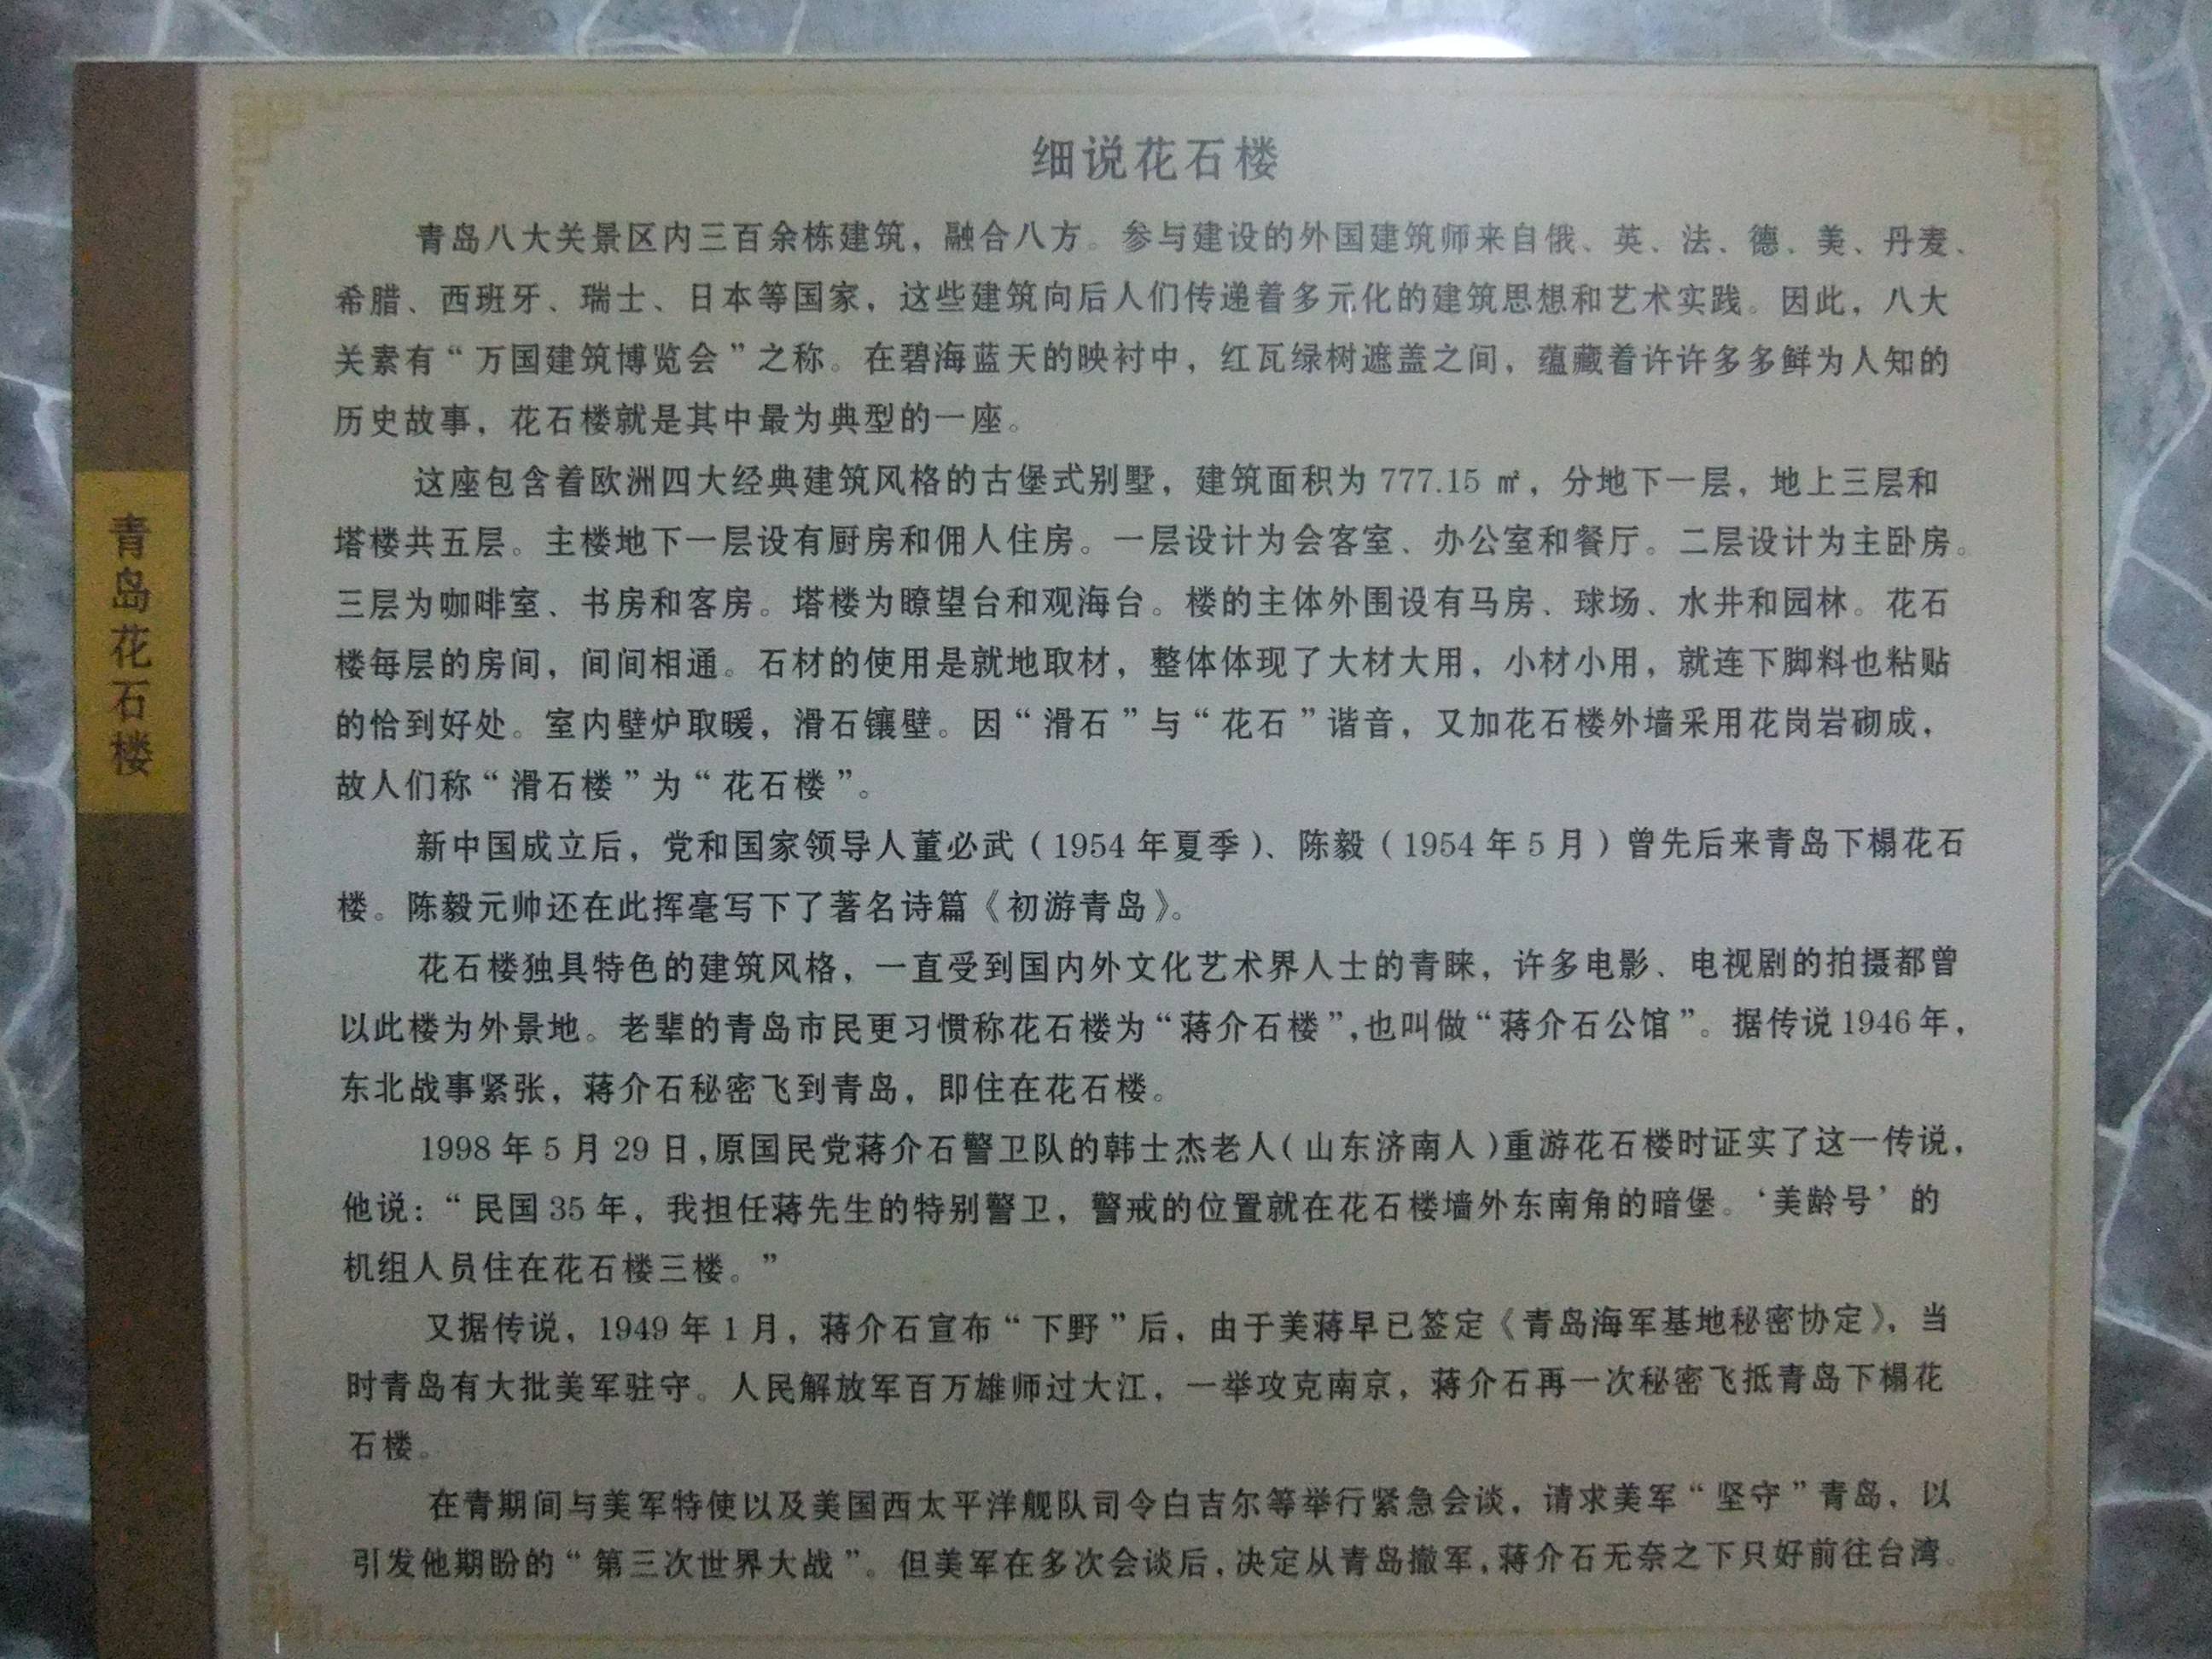 细说花石楼
青岛八大关景区内三百余栋建筑，融合八方。参与建设的外国建筑师来自俄、英、法、德、美、丹麦、
希腊、西班牙、瑞士、日本等国家，这些建筑向后人们传递着多元化的建筑思想和艺术实践。因此，八大
关素有“万国建筑博览会”之称。在碧海蓝天的映衬中，红瓦绿树遮盖之间，蕴藏着许许多多鲜为人知的
历史故事，花石楼就是其中最为典型的一座。
这座包含着欧洲四大经典建筑风格的古堡式别墅，建筑面积为 777.15 ㎡，分地下一层，地上三层和
塔楼共五层。主楼地下一层设有厨房和佣人住房。一层设计为会客室、办公室和餐厅。二层设计为主卧房。
三层为咖啡室、书房和客房。塔楼为瞭望台和观海台。楼的主体外围设有马房、球场、水井和园林。花石
楼每层的房间，间间相通。石材的使用是就地取材，整体体现了大材大用，小材小用，就连下脚料也粘贴
的恰到好处。室内壁炉取暖，滑石镶壁。因“滑石”与“花石”谐音，又加花石楼外墙采用花岗岩砌成，
故人们称“滑石楼”为“花石楼”。
新中国成立后，党和国家领导人董必武（1954 年夏季）、陈毅（1954 年 5 月）曾先后来青岛下榻花石
楼。陈毅元帅还在此挥毫写下了著名诗篇《初游青岛》。
花石楼独具特色的建筑风格，一直受到国内外文化艺术界人士的青睐，许多电影、电视剧的拍摄都曾
以此楼为外景地。老辈的青岛市民更习惯称花石楼为“蒋介石楼”,也叫做“蒋介石公馆”。据传说 1946 年，
东北战事紧张，蒋介石秘密飞到青岛，即住在花石楼。
1998 年 5 月 29 日,原国民党蒋介石警卫队的韩士杰老人(山东济南人)重游花石楼时证实了这一传说，
他说：“民国 35 年，我担任蒋先生的特别警卫，警戒的位置就在花石楼墙外东南角的暗堡。‘美龄号’的
机组人员住在花石楼三楼。”
又据传说，1949 年 1 月，蒋介石宣布“下野”后，由于美蒋早已签定《青岛海军基地秘密协定》，当
时青岛有大批美军驻守。人民解放军百万雄师过大江，一举攻克南京，蒋介石再一次秘密飞抵青岛下榻花
石楼。
在青期间与美军特使以及美国西太平洋舰队司令白吉尔等举行紧急会谈，请求美军“坚守”青岛，以
引发他期盼的“第三次世界大战”。但美军在多次会谈后,决定从青岛撤军,蒋介石无奈之下只好前往台湾。
青岛花石楼